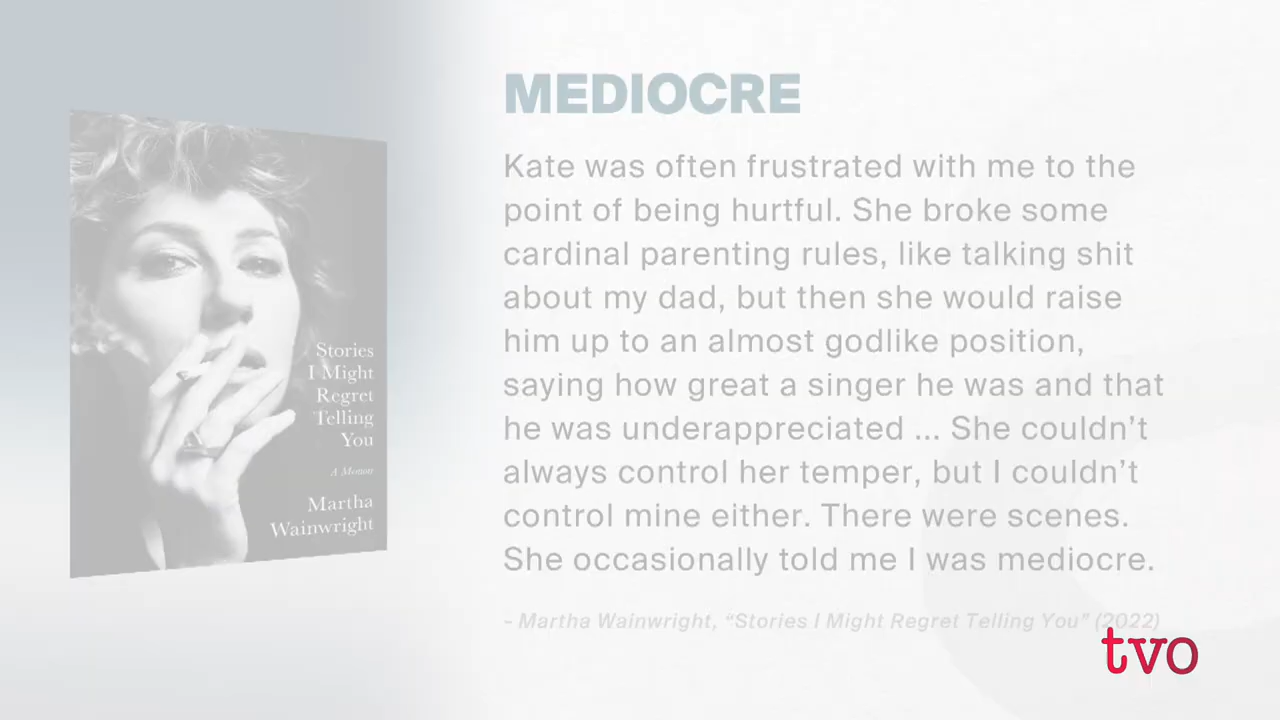 MEDIOCRE
Kate was often frustrated with me to the
point of being hurtful. She broke some
cardinal parenting rules, like talking shit
about my dad, but then she would raise
him up to an almost godlike position,
saying how great a singer he was and that
he was underappreciated ... She couldn’t
always control her temper, but I couldn’t
control mine either. There were scenes.
She occasionally told me I was mediocre.
– Martha Wainwright, “Stories I Might Regret Telling You” (2022)
Stories
I Might
Regret
Telling
You
A Memoir
Martha
Wainwright
tvo